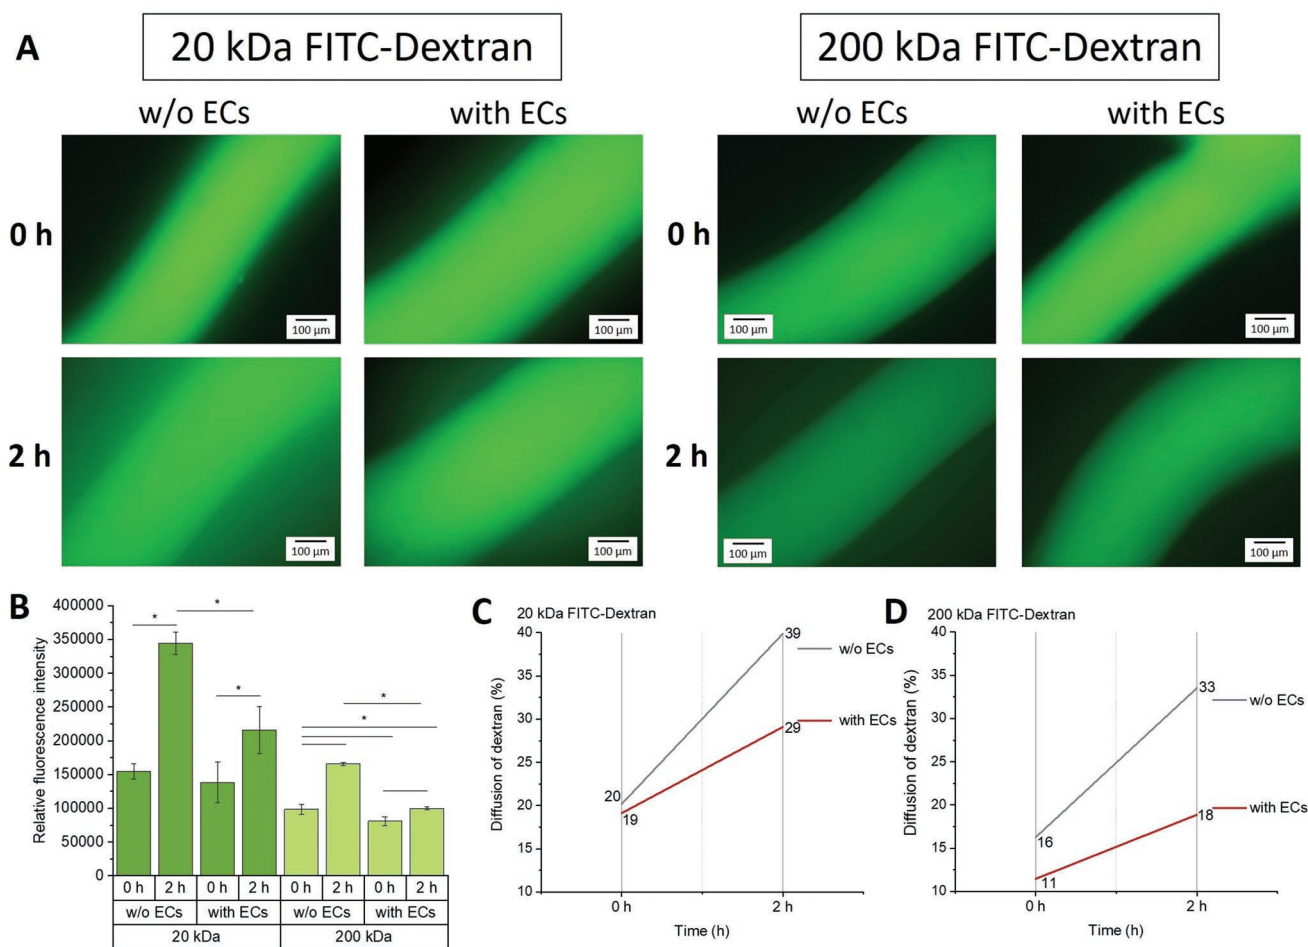 A
20 kDa FITC-Dextran
200 kDa FITC-Dextran
w/o ECs
with ECs
w/o ECs
with ECs
0 h
100 µm
100 µm
0h
100 µm
100 µm
2 h
100 µm
100 µm
2h
100 µm
100 µm
B
Relative fluorescence intensity
400000
350000
300000
250000
200000
150000
100000
50000
0
*
*
*
*
*
0 h
2 h
0 h
2 h
0 h
2 h
0 h
2 h
w/o ECs
with ECs
w/o ECs
with ECs
20 kDa
200 kDa
C
20 kDa FITC-Dextran
Diffusion of dextran (%)
40
35
30
25
20
15
10
39
w/o ECs
with ECs
29
20
19
0 h
2 h
Time (h)
D
200 kDa FITC-Dextran
Diffusion of dextran (%)
40
35
30
25
20
15
10
33
w/o ECs
with ECs
18
16
11
0 h
2 h
Time (h)